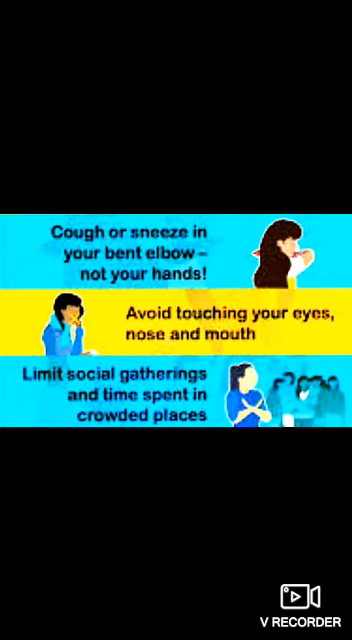 Cough or sneeze in
your bent elbow –
not your hands!
Avoid touching your eyes,
nose and mouth
Limit social gatherings
and time spent in
crowded places
V RECORDER